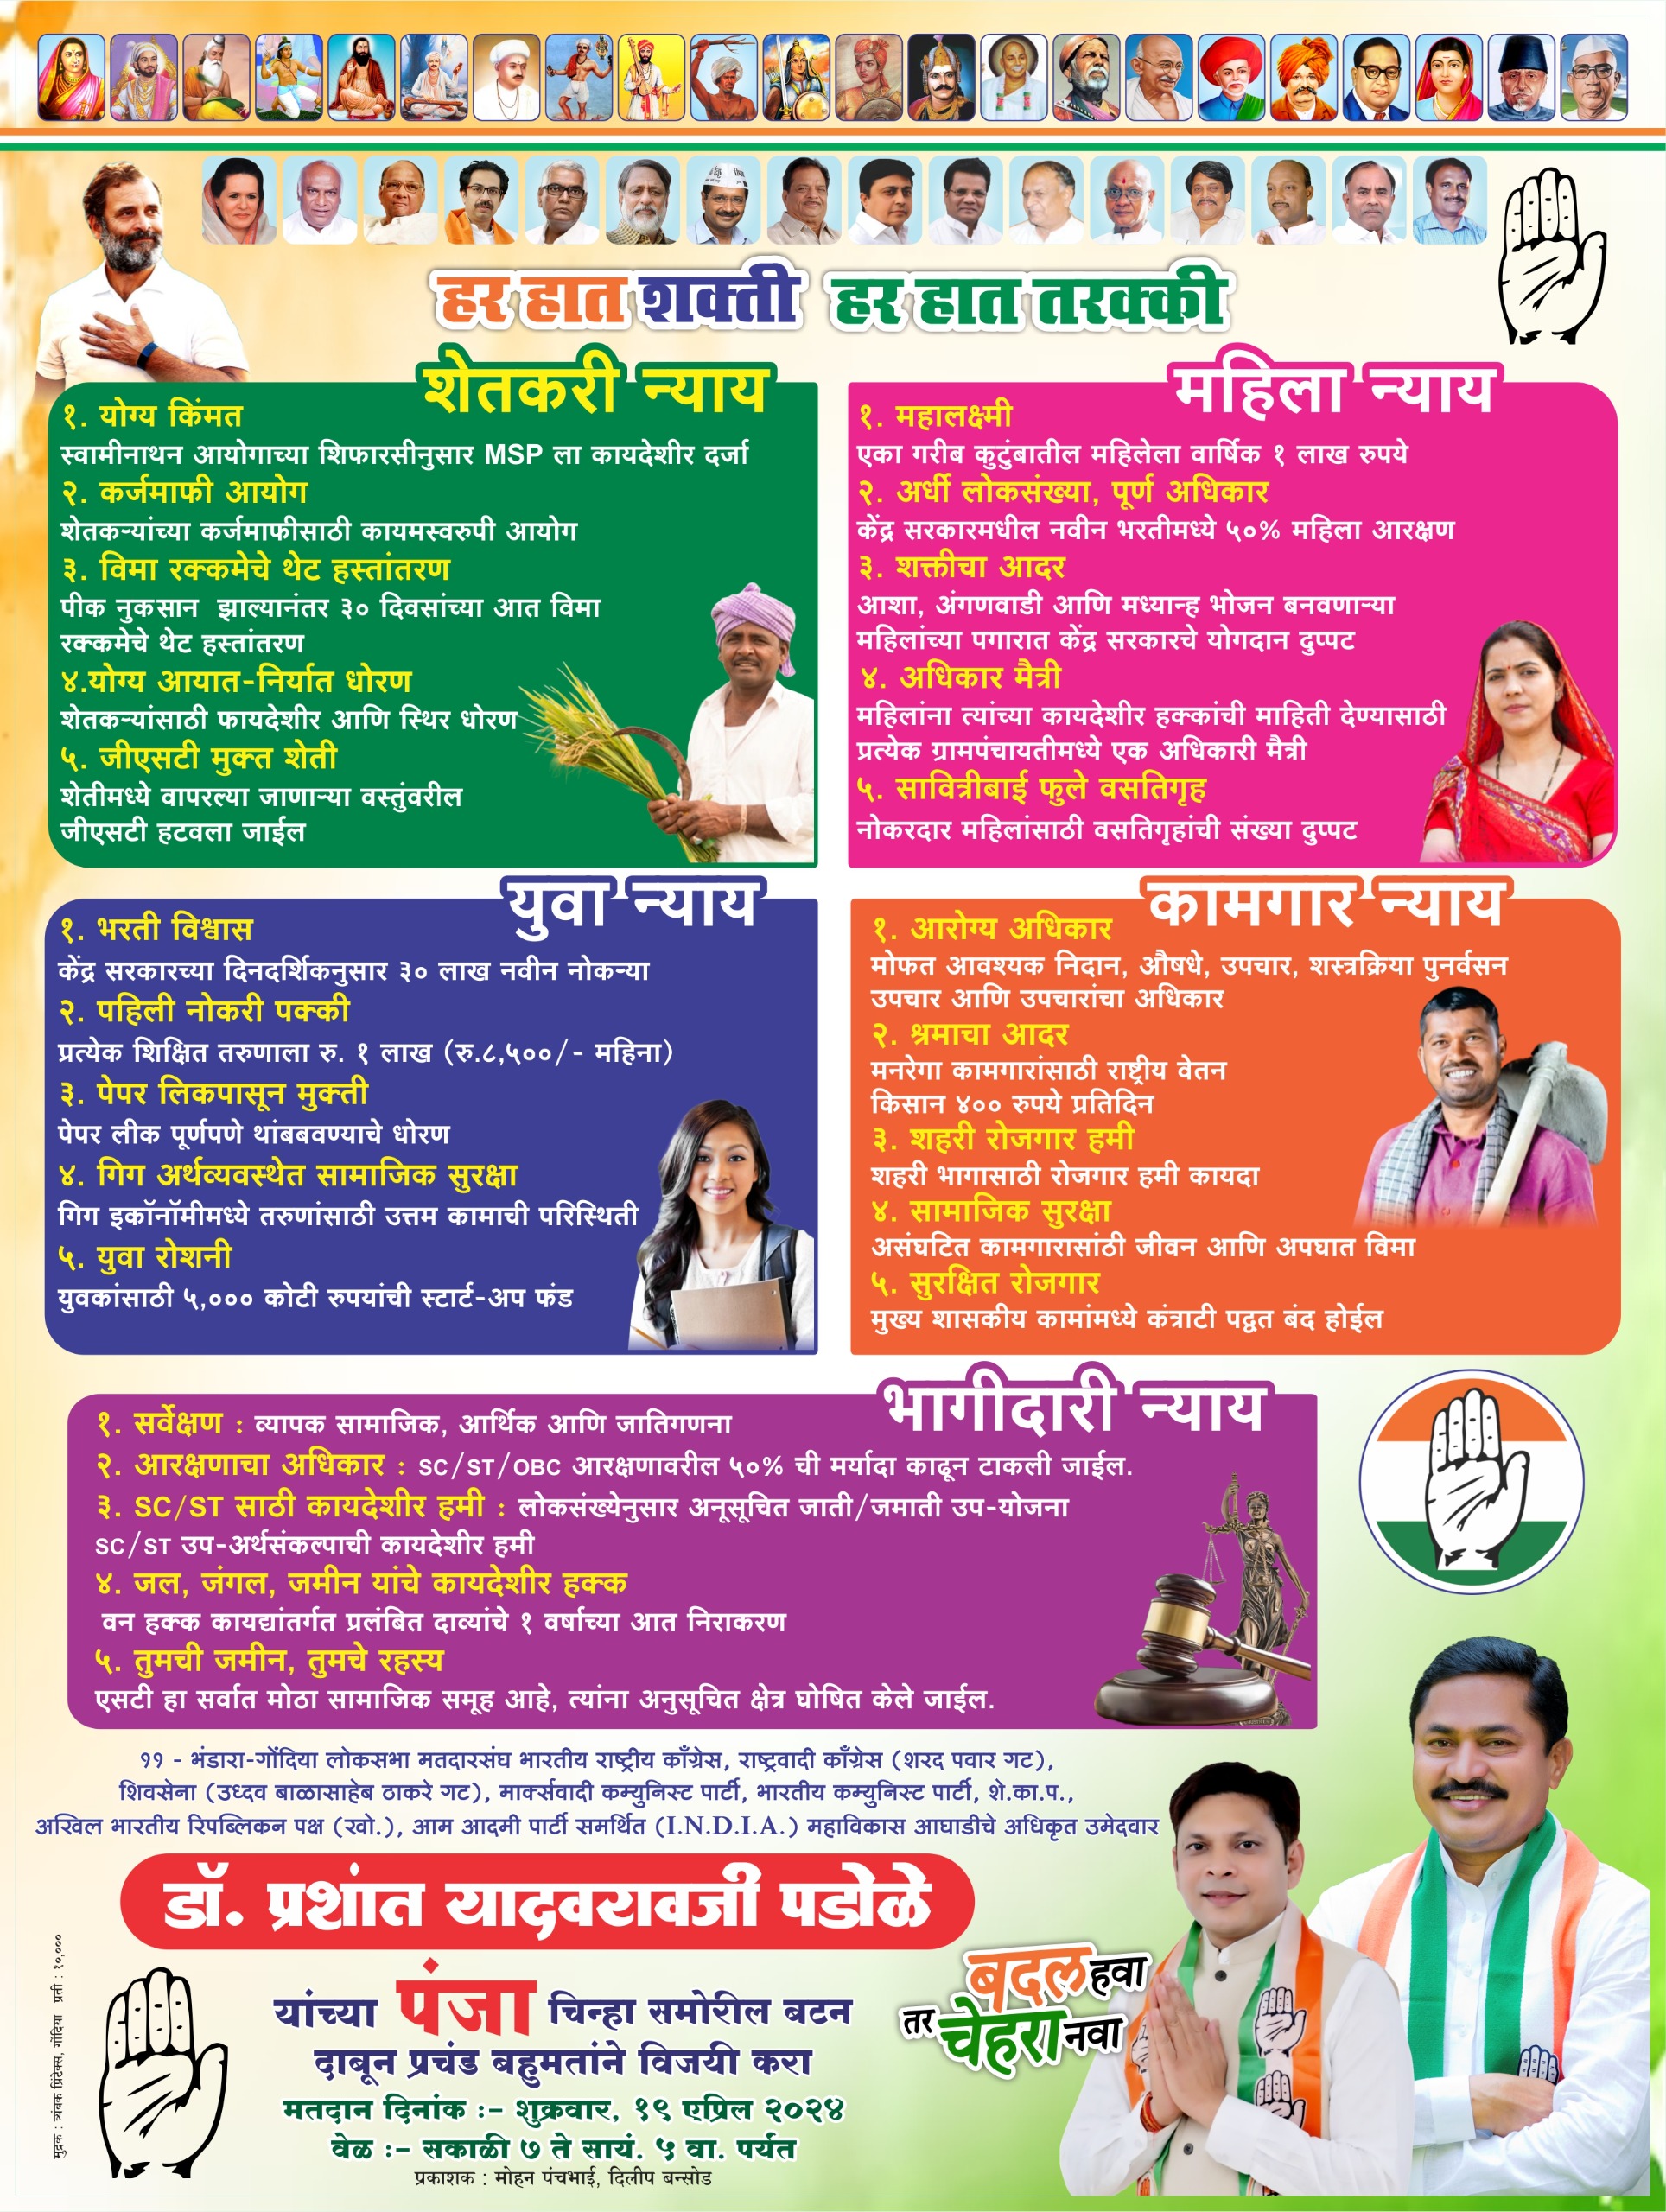 हर हात शक्ती हर हात तरक्की
शेतकरी न्याय
१. योग्य किंमत
स्वामीनाथन आयोगाच्या शिफारसीनुसार MSP ला कायदेशीर दर्जा
२. कर्जमाफी आयोग
शेतकऱ्यांच्या कर्जमाफीसाठी कायमस्वरुपी आयोग
३. विमा रक्कमेचे थेट हस्तांतरण
पीक नुकसान झाल्यानंतर ३० दिवसांच्या आत विमा
रक्कमेचे थेट हस्तांतरण
४.योग्य आयात-निर्यात धोरण
शेतकऱ्यांसाठी फायदेशीर आणि स्थिर धोरण
५. जीएसटी मुक्त शेती
शेतीमध्ये वापरल्या जाणाऱ्या वस्तुंवरील
जीएसटी हटवला जाईल
महिला न्याय
१. महालक्ष्मी
एका गरीब कुटुंबातील महिलेला वार्षिक १ लाख रुपये
२. अर्धी लोकसंख्या, पूर्ण अधिकार
केंद्र सरकारमधील नवीन भरतीमध्ये ५०% महिला आरक्षण
३. शक्तीचा आदर
आशा, अंगणवाडी आणि मध्यान्ह भोजन बनवणाऱ्या
महिलांच्या पगारात केंद्र सरकारचे योगदान दुप्पट
४. अधिकार मैत्री
महिलांना त्यांच्या कायदेशीर हक्कांची माहिती देण्यासाठी
प्रत्येक ग्रामपंचायतीमध्ये एक अधिकारी मैत्री
५. सावित्रीबाई फुले वसतिगृह
नोकरदार महिलांसाठी वसतिगृहांची संख्या दुप्पट
युवा न्याय
१. भरती विश्वास
केंद्र सरकारच्या दिनदर्शिकनुसार ३० लाख नवीन नोकऱ्या
२. पहिली नोकरी पक्की
प्रत्येक शिक्षित तरुणाला रु. १ लाख (रु.८,५००/- महिना)
३. पेपर लिकपासून मुक्ती
पेपर लीक पूर्णपणे थांबबवण्याचे धोरण
४. गिग अर्थव्यवस्थेत सामाजिक सुरक्षा
गिग इकॉनॉमीमध्ये तरुणांसाठी उत्तम कामाची परिस्थिती
५. युवा रोशनी
युवकांसाठी ५,००० कोटी रुपयांची स्टार्ट-अप फंड
कामगार न्याय
१. आरोग्य अधिकार
मोफत आवश्यक निदान, औषधे, उपचार, शस्त्रक्रिया पुनर्वसन
उपचार आणि उपचारांचा अधिकार
२. श्रमाचा आदर
मनरेगा कामगारांसाठी राष्ट्रीय वेतन
किसान ४०० रुपये प्रतिदिन
३. शहरी रोजगार हमी
शहरी भागासाठी रोजगार हमी कायदा
४. सामाजिक सुरक्षा
असंघटित कामगारासांठी जीवन आणि अपघात विमा
५. सुरक्षित रोजगार
मुख्य शासकीय कामांमध्ये कंत्राटी पद्वत बंद होईल
भागीदारी न्याय
१. सर्वेक्षण : व्यापक सामाजिक, आर्थिक आणि जातिगणना
२. आरक्षणाचा अधिकार : SC/ST/OBC आरक्षणावरील ५०% ची मर्यादा काढून टाकली जाईल.
३. SC/ST साठी कायदेशीर हमी : लोकसंख्येनुसार अनूसूचित जाती/जमाती उप-योजना
SC/ST उप-अर्थसंकल्पाची कायदेशीर हमी
४. जल, जंगल, जमीन यांचे कायदेशीर हक्क
वन हक्क कायद्यांतर्गत प्रलंबित दाव्यांचे १ वर्षाच्या आत निराकरण
५. तुमची जमीन, तुमचे रहस्य
एसटी हा सर्वात मोठा सामाजिक समूह आहे, त्यांना अनुसूचित क्षेत्र घोषित केले जाईल.
११ - भंडारा-गोंदिया लोकसभा मतदारसंघ भारतीय राष्ट्रीय काँग्रेस, राष्ट्रवादी काँग्रेस (शरद पवार गट),
शिवसेना (उध्दव बाळासाहेब ठाकरे गट), मार्क्सवादी कम्युनिस्ट पार्टी, भारतीय कम्युनिस्ट पार्टी, शे.का.प.,
अखिल भारतीय रिपब्लिकन पक्ष (खो.), आम आदमी पार्टी समर्थित (I.N.D.I.A.) महाविकास आघाडीचे अधिकृत उमेदवार
डॉ. प्रशांत यादवरावजी पडोळे
यांच्या पंजा चिन्हा समोरील बटन
दाबून प्रचंड बहुमतांने विजयी करा
मतदान दिनांक :- शुक्रवार, १९ एप्रिल २०२४
वेळ :- सकाळी ७ ते सायं. ५ वा. पर्यंत
प्रकाशक : मोहन पंचभाई, दिलीप बन्सोड
बदल हवा
तर चेहरा नवा
मुद्रक : त्र्यंबक प्रिंटेक्स, गोंदिया प्रती : १०,०००